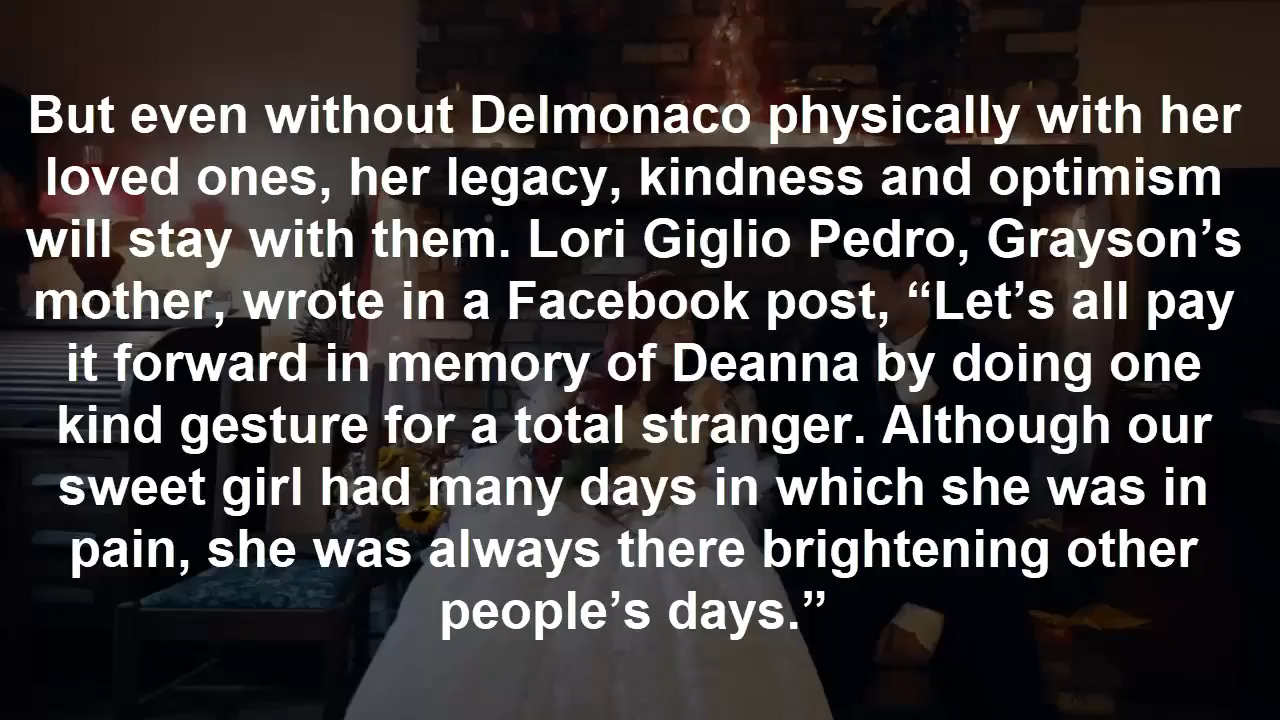 But even without Delmonaco physically with her
loved ones, her legacy, kindness and optimism
will stay with them. Lori Giglio Pedro, Grayson’s
mother, wrote in a Facebook post, “Let’s all pay
it forward in memory of Deanna by doing one
kind gesture for a total stranger. Although our
sweet girl had many days in which she was in
pain, she was always there brightening other
people’s days.”